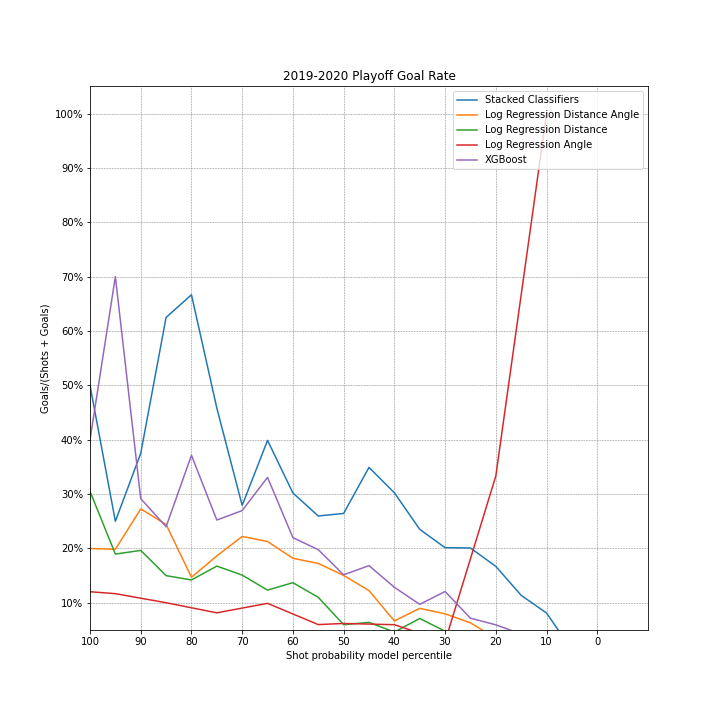 2019-2020 Playoff Goal Rate
Stacked Classifiers
Log Regression Distance Angle
Log Regression Distance
Log Regression Angle
XGBoost
100%
90%
80%
70%
60%
50%
40%
30%
20%
10%
Goals/(Shots + Goals)
100 90 80 70 60 50 40 30 20 10 0
Shot probability model percentile